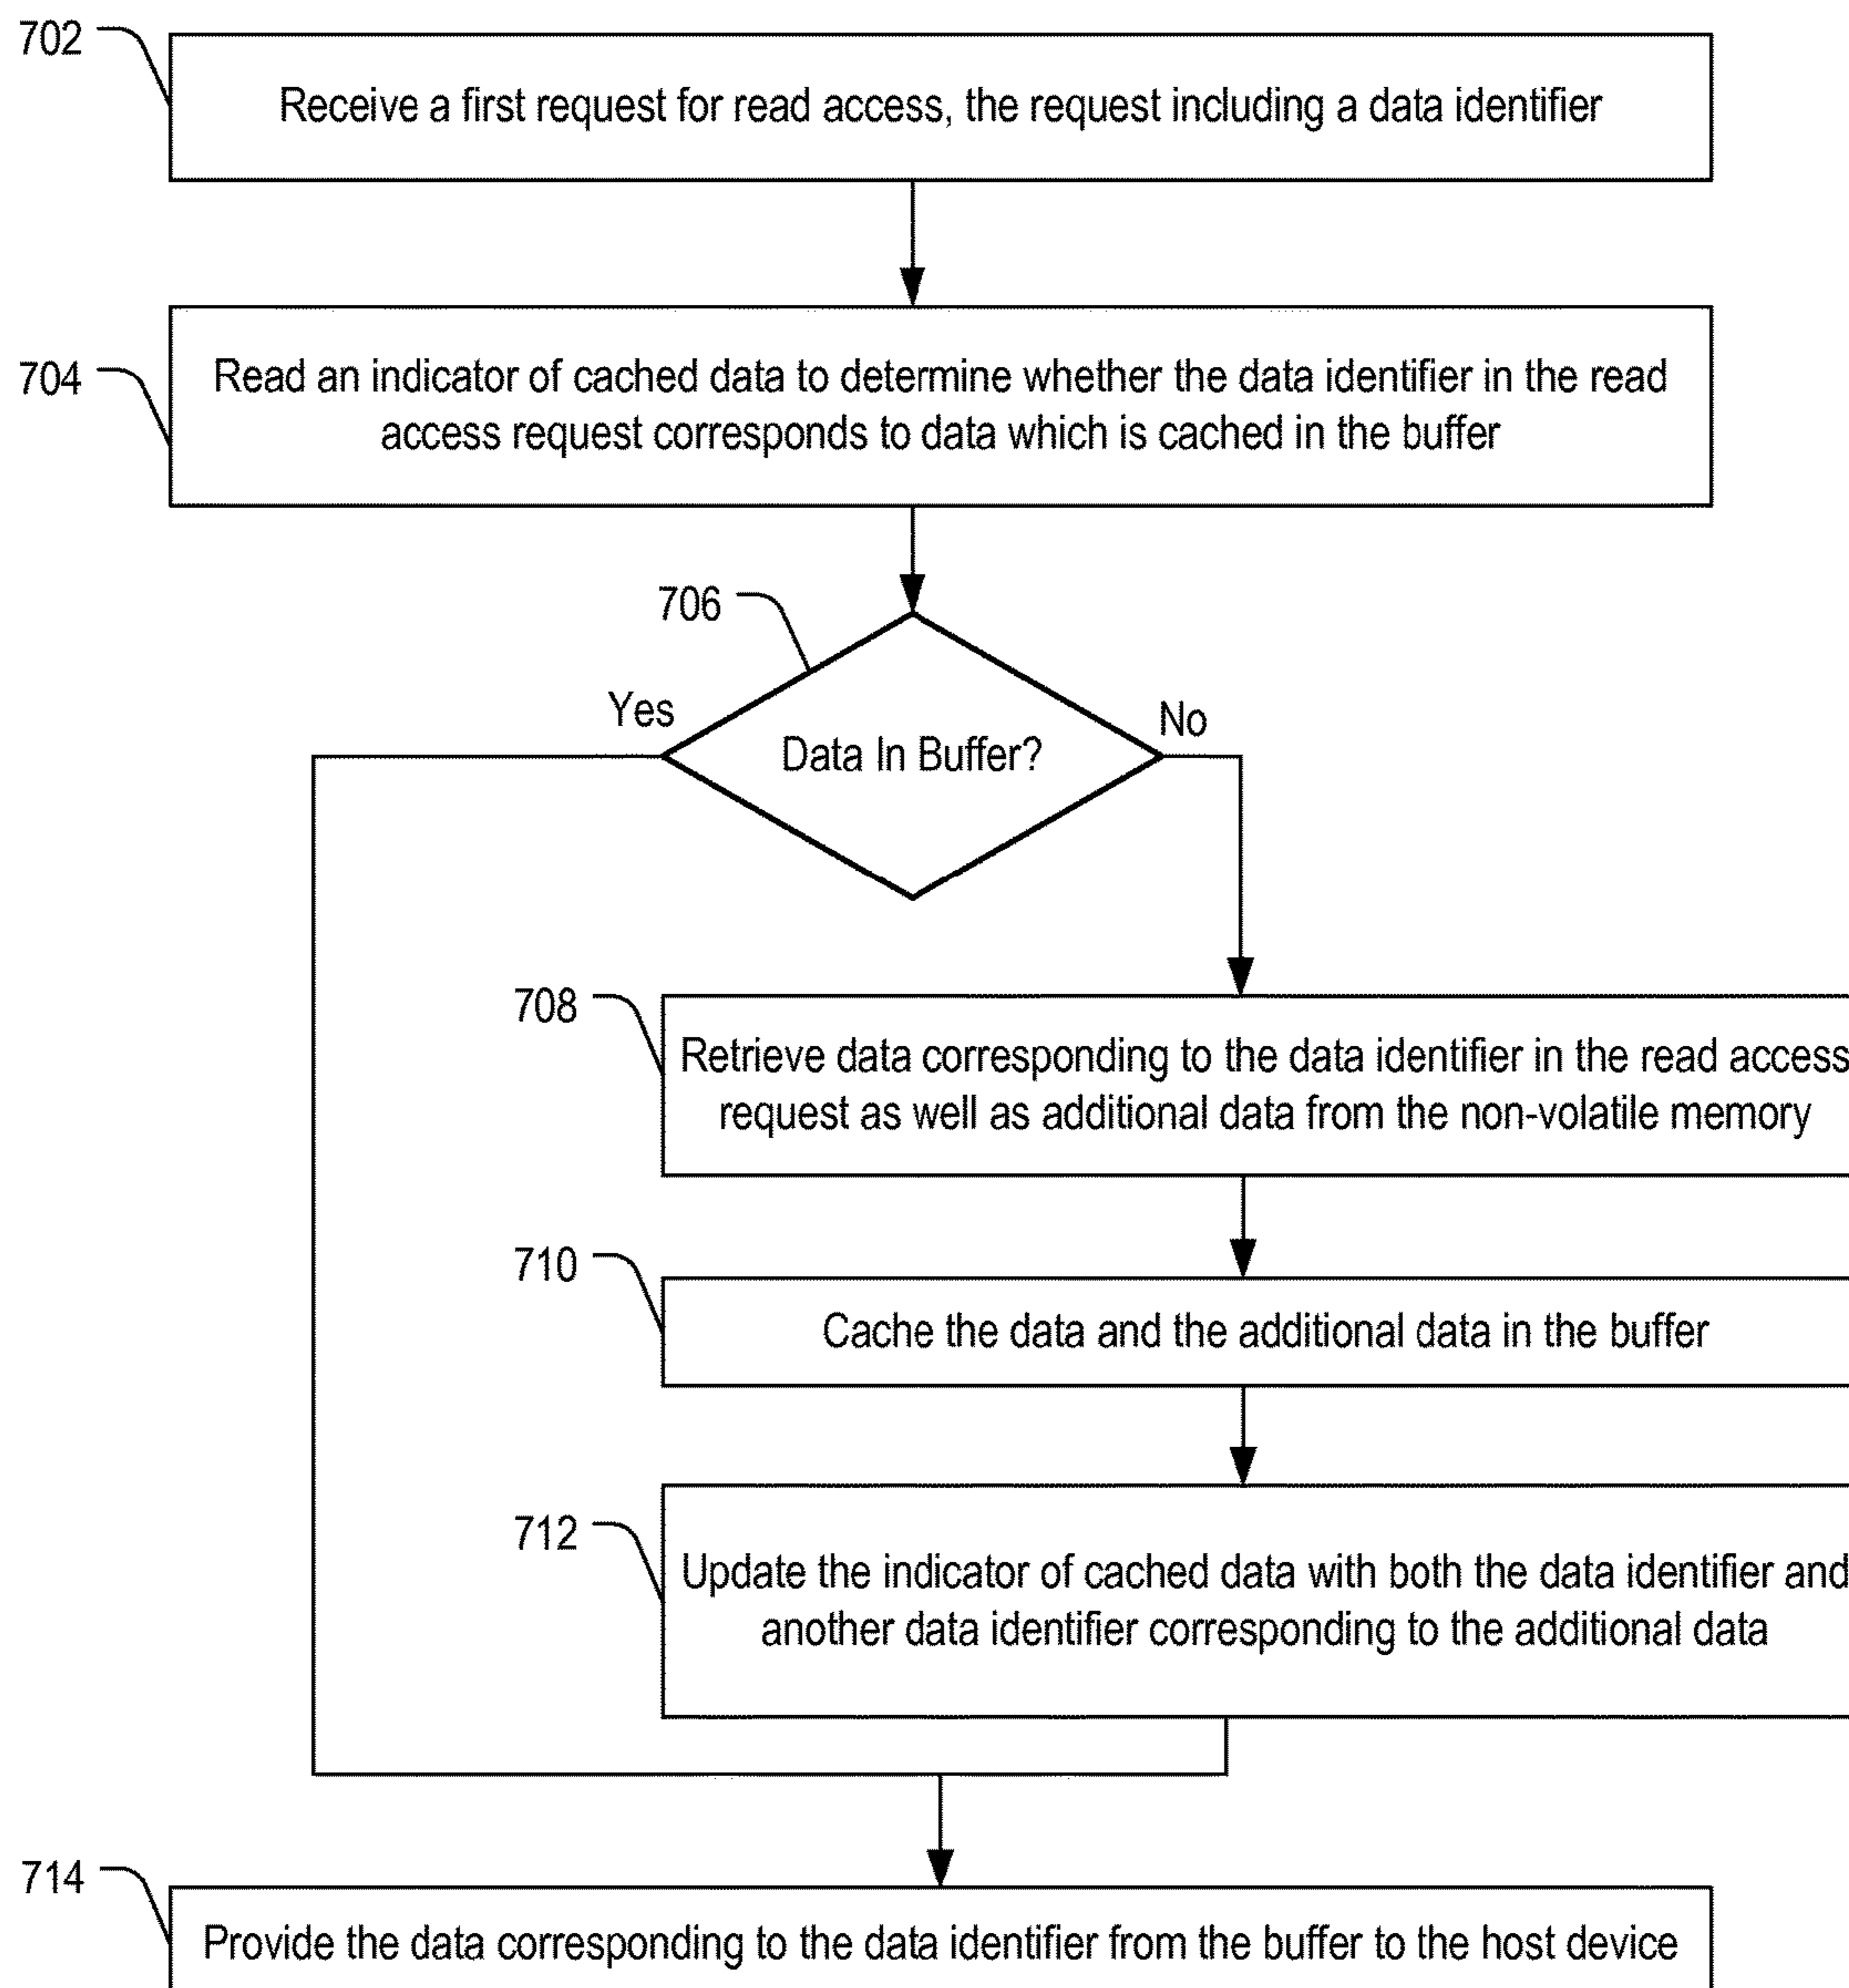 702
Receive a first request for read access, the request including a data identifier
704
Read an indicator of cached data to determine whether the data identifier in the read
access request corresponds to data which is cached in the buffer
706
Yes
No
Data In Buffer?
708
Retrieve data corresponding to the data identifier in the read access
request as well as additional data from the non-volatile memory
710
Cache the data and the additional data in the buffer
712
Update the indicator of cached data with both the data identifier and
another data identifier corresponding to the additional data
714
Provide the data corresponding to the data identifier from the buffer to the host device